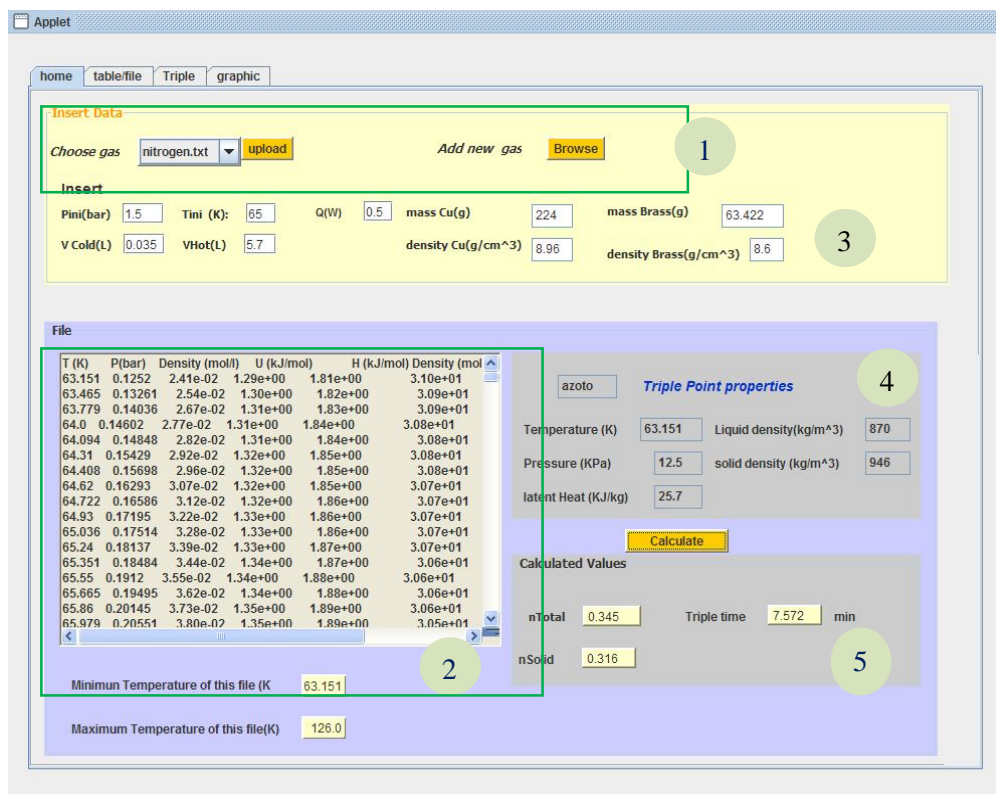 Applet
home table/file Triple graphic
Insert Data
Choose gas nitrogen.txt upload Add new gas Browse 1
Insert
Pini(bar) 1.5 Tini (K): 65 Q(W) 0.5 mass Cu(g) 224 mass Brass(g) 63.422
V Cold(L) 0.035 VHot(L) 5.7 density Cu(g/cm^3) 8.96 density Brass(g/cm^3) 8.6 3
File
T (K) P(bar) Density (mol/l) U (kJ/mol) H (kJ/mol) Density (mol
63.151 0.1252 2.41e-02 1.29e+00 1.81e+00 3.10e+01
63.465 0.13261 2.54e-02 1.30e+00 1.82e+00 3.09e+01
63.779 0.14036 2.67e-02 1.31e+00 1.83e+00 3.09e+01
64.0 0.14602 2.77e-02 1.31e+00 1.84e+00 3.08e+01
64.094 0.14848 2.82e-02 1.31e+00 1.84e+00 3.08e+01
64.31 0.15429 2.92e-02 1.32e+00 1.85e+00 3.08e+01
64.408 0.15698 2.96e-02 1.32e+00 1.85e+00 3.08e+01
64.62 0.16293 3.07e-02 1.32e+00 1.85e+00 3.07e+01
64.722 0.16586 3.12e-02 1.32e+00 1.86e+00 3.07e+01
64.93 0.17195 3.22e-02 1.33e+00 1.86e+00 3.07e+01
65.036 0.17514 3.28e-02 1.33e+00 1.86e+00 3.07e+01
65.24 0.18137 3.39e-02 1.33e+00 1.87e+00 3.07e+01
65.351 0.18484 3.44e-02 1.34e+00 1.87e+00 3.06e+01
65.55 0.1912 3.55e-02 1.34e+00 1.88e+00 3.06e+01
65.665 0.19495 3.62e-02 1.34e+00 1.88e+00 3.06e+01
65.86 0.20145 3.73e-02 1.35e+00 1.89e+00 3.06e+01
65.979 0.20551 3.80e-02 1.35e+00 1.89e+00 3.05e+01
2
Minimun Temperature of this file (K 63.151
Maximum Temperature of this file(K) 126.0
azoto Triple Point properties 4
Temperature (K) 63.151 Liquid density(kg/m^3) 870
Pressure (KPa) 12.5 solid density (kg/m^3) 946
latent Heat (KJ/kg) 25.7
Calculate
Calculated Values
nTotal 0.345 Triple time 7.572 min
nSolid 0.316 5